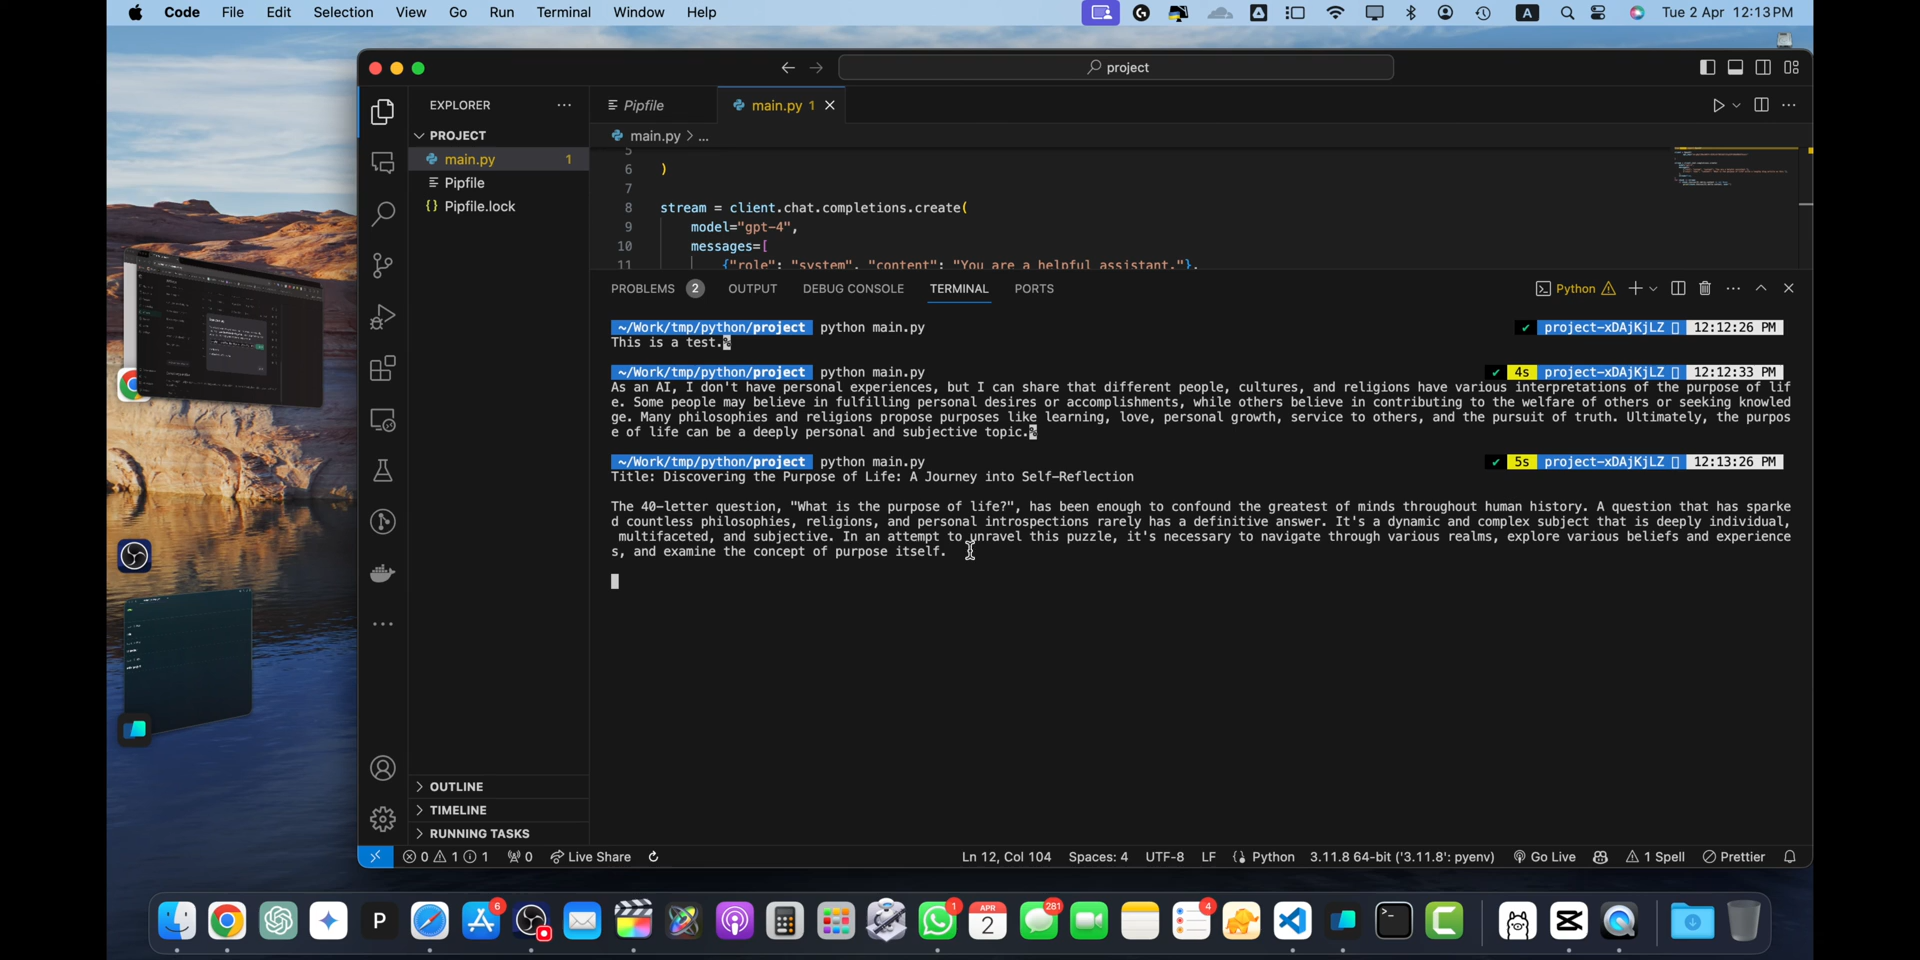 Code File Edit Selection View Go Run Terminal Window Help A Tue 2 Apr 12:13 PM
project
EXPLORER
Pipfile
main.py 1
PROJECT
main.py > ...
main.py 1
Pipfile
Pipfile.lock
5
6 )
7
8 stream = client.chat.completions.create(
9 model="gpt-4",
10 messages=[
11 {"role": "system", "content": "You are a helpful assistant."},
PROBLEMS 2 OUTPUT DEBUG CONSOLE TERMINAL PORTS Python
~/Work/tmp/python/project python main.py ✔ project-xDAjKjLZ 12:12:26 PM
This is a test.%
~/Work/tmp/python/project python main.py ✔ 4s project-xDAjKjLZ 12:12:33 PM
As an AI, I don't have personal experiences, but I can share that different people, cultures, and religions have various interpretations of the purpose of lif
e. Some people may believe in fulfilling personal desires or accomplishments, while others believe in contributing to the welfare of others or seeking knowled
ge. Many philosophies and religions propose purposes like learning, love, personal growth, service to others, and the pursuit of truth. Ultimately, the purpos
e of life can be a deeply personal and subjective topic.%
~/Work/tmp/python/project python main.py ✔ 5s project-xDAjKjLZ 12:13:26 PM
Title: Discovering the Purpose of Life: A Journey into Self-Reflection
The 40-letter question, "What is the purpose of life?", has been enough to confound the greatest of minds throughout human history. A question that has sparke
d countless philosophies, religions, and personal introspections rarely has a definitive answer. It's a dynamic and complex subject that is deeply individual,
multifaceted, and subjective. In an attempt to unravel this puzzle, it's necessary to navigate through various realms, explore various beliefs and experience
s, and examine the concept of purpose itself.
OUTLINE
TIMELINE
RUNNING TASKS
0 1 1 0 Live Share Ln 12, Col 104 Spaces: 4 UTF-8 LF Python 3.11.8 64-bit ('3.11.8': pyenv) Go Live 1 Spell Prettier
P 6 1 APR 2 281 4